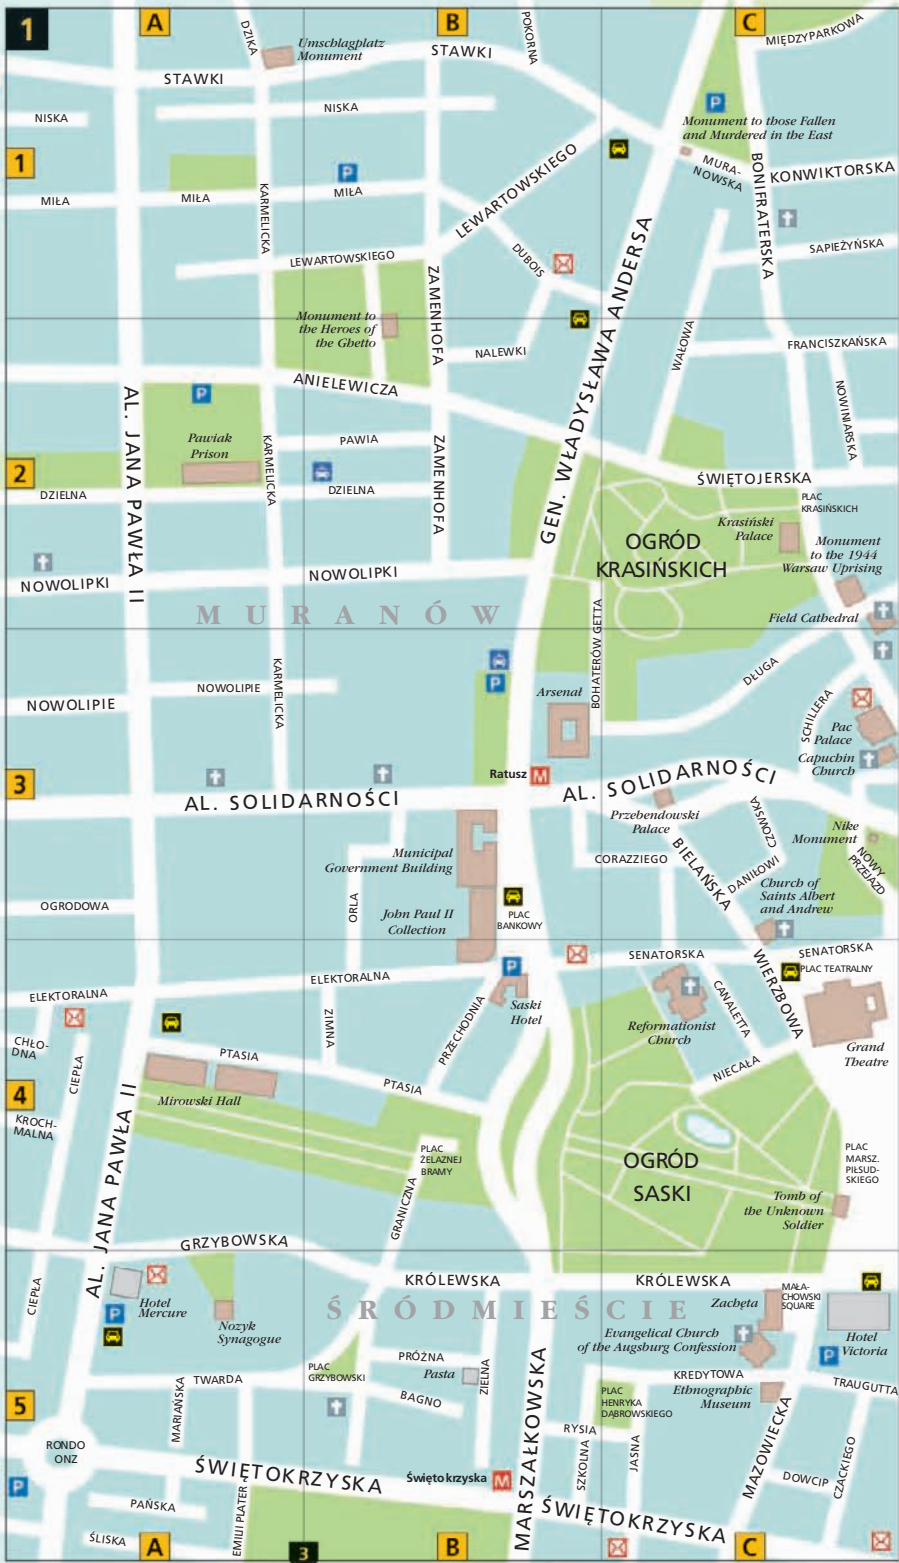 1
A
B
C
DZIKA
Umschlagplatz
Monument
STAWKI
STAWKI
POKORNA
MIĘDZYPARKOWA
NISKA
NISKA
P
Monument to those Fallen
and Murdered in the East
1
MIŁA
MIŁA
P
MIŁA
KARMELICKA
LEWARTOWSKIEGO
MURA-
NOWSKA
BONIFRATERSKA
KONWIKTORSKA
LEWARTOWSKIEGO
DUBOIS
SAPIEŻYŃSKA
ZAMENHOFA
Monument to
the Heroes of
the Ghetto
NALEWKI
GEN. WŁADYSŁAWA ANDERSA
WAŁOWA
FRANCISZKAŃSKA
NOWINIARSKA
ANIELEWICZA
AL. JANA PAWŁA II
P
Pawiak
Prison
KARMELICKA
PAWIA
ZAMENHOFA
2
DZIELNA
DZIELNA
ŚWIĘTOJERSKA
PLAC
KRASIŃSKICH
Krasiński
Palace
OGRÓD
KRASIŃSKICH
Monument
to the 1944
Warsaw Uprising
NOWOLIPKI
NOWOLIPKI
MURANÓW
Field Cathedral
BOHATERÓW GETTA
NOWOLIPIE
NOWOLIPIE
KARMELICKA
P
Arsenał
DŁUGA
SCHILLERA
Pac
Palace
Capuchin
Church
3
Ratusz
M
AL. SOLIDARNOŚCI
AL. SOLIDARNOŚCI
Przebendowski
Palace
CZOWSKA
DANIŁOWI
Nike
Monument
NOWY
PRZEJAZD
Municipal
Government Building
CORAZZIEGO
BIELAŃSKA
Church of
Saints Albert
and Andrew
OGRODOWA
ORLA
John Paul II
Collection
PLAC
BANKOWY
SENATORSKA
SENATORSKA
WIERZBOWA
PLAC TEATRALNY
ELEKTORALNA
ELEKTORALNA
P
Saski
Hotel
PRZECHODNIA
ZIMNA
Reformationist
Church
CANALETTA
Grand
Theatre
CHŁO-
DNA
CIEPŁA
PTASIA
PTASIA
NIECAŁA
4
Mirowski Hall
KROCH-
MALNA
AL. JANA PAWŁA II
PLAC
ŻELAZNEJ
BRAMY
GRANICZNA
OGRÓD
SASKI
PLAC
MARSZ.
PIŁSUD-
SKIEGO
Tomb of
the Unknown
Soldier
GRZYBOWSKA
KRÓLEWSKA
KRÓLEWSKA
CIEPŁA
Hotel
Mercure
P
Nozyk
Synagogue
ŚRÓDMIEŚCIE
Zachęta
MAŁA-
CHOWSKI
SQUARE
Evangelical Church
of the Augsburg Confession
Hotel
Victoria
P
PLAC
GRZYBOWSKI
PRÓŻNA
Pasta
ZIELNA
BAGNO
MARSZAŁKOWSKA
KREDYTOWA
Ethnographic
Museum
TRAUGUTTA
TWARDA
MARIAŃSKA
5
PLAC
HENRYKA
DĄBROWSKIEGO
RYSIA
SZKOLNA
JASNA
MAZOWIECKA
DOWCIP
CZACKIEGO
RONDO
ONZ
P
ŚWIĘTOKRZYSKA
Świętokrzyska
M
ŚWIĘTOKRZYSKA
PAŃSKA
ŚLISKA
EMILII PLATER
A
3
B
C